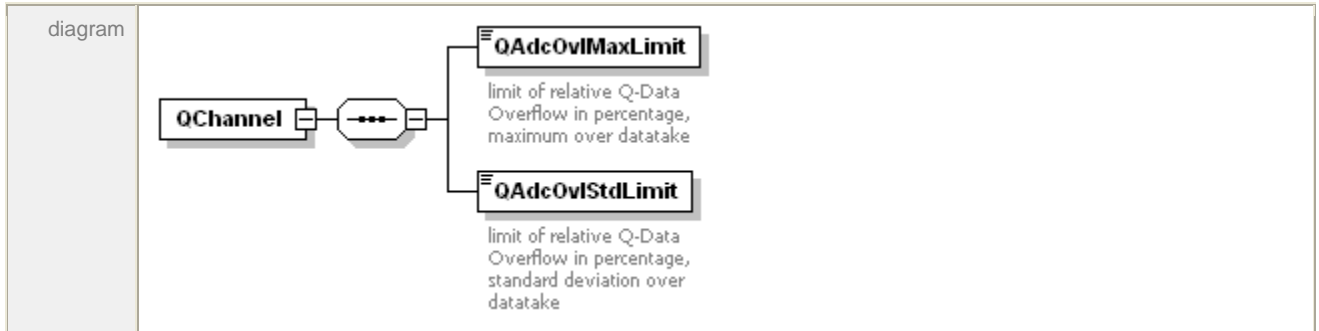 diagram
QAdcOvlMaxLimit
limit of relative Q-Data
Overflow in percentage,
maximum over datatake
QChannel
QAdcOvlStdLimit
limit of relative Q-Data
Overflow in percentage,
standard deviation over
datatake